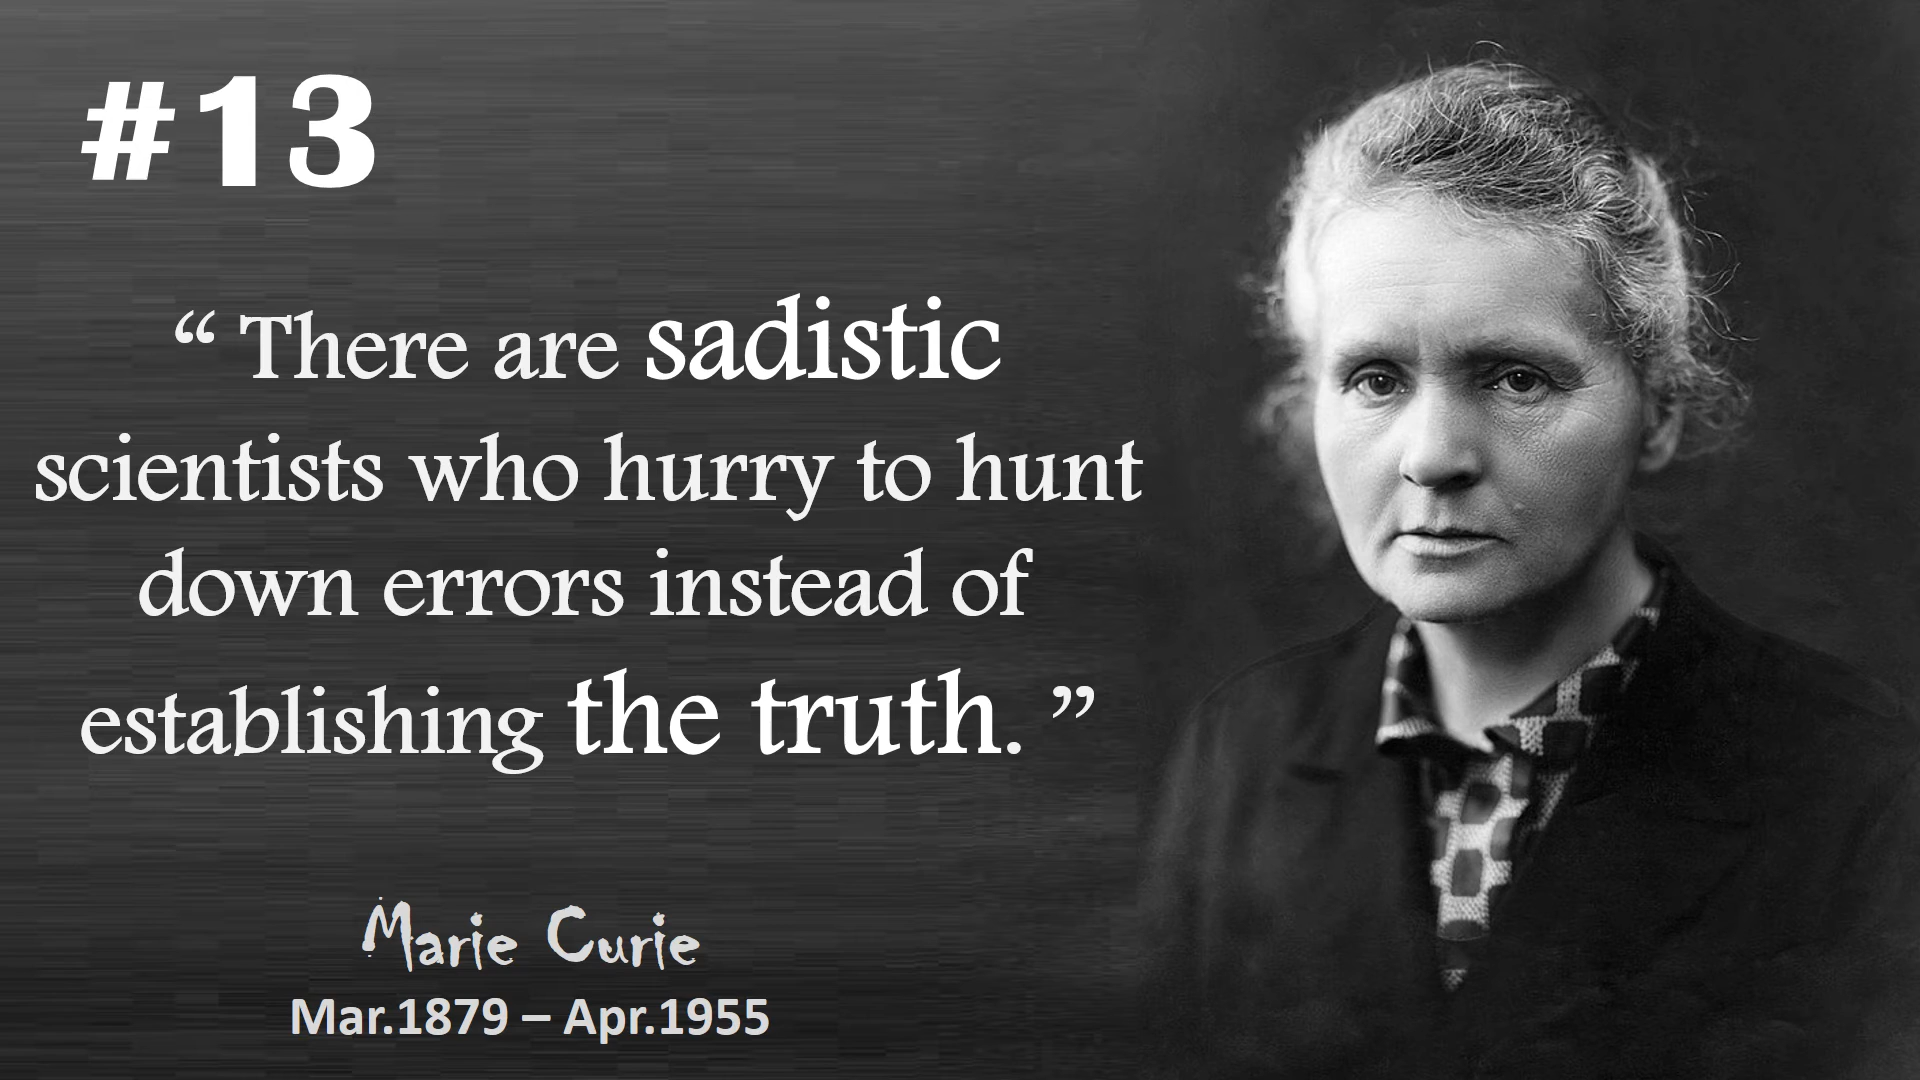 #13
“ There are sadistic
scientists who hurry to hunt
down errors instead of
establishing the truth. ”
Marie Curie
Mar.1879 – Apr.1955